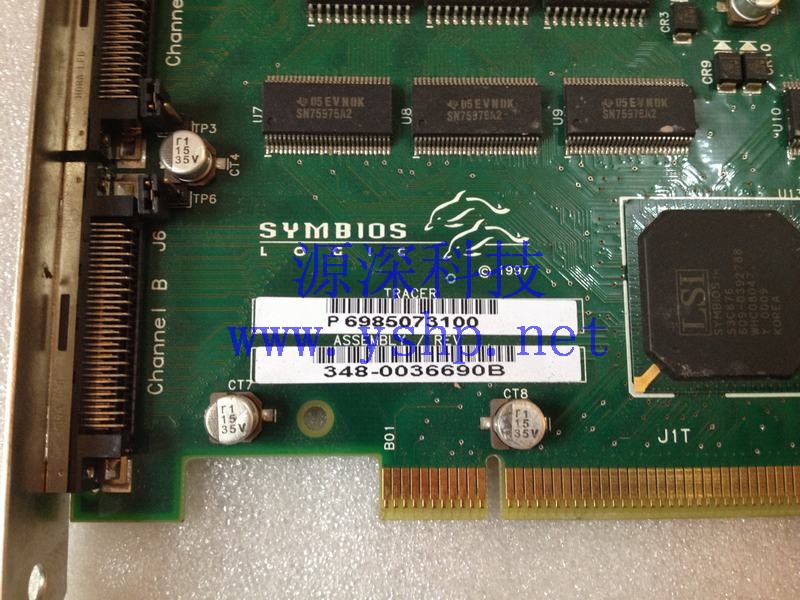 Channel
CR3
CR9
CR10
U7
05EVN0K
SN75976A2
U8
05EVN0K
SN75976A2
U9
05EVN0K
SN75976A2
U10
TP3
CT4
15
35V
TP6
J6
SYMBIOS
LOGIC
© 1997
源深科技
TRACER
P 6985073100
www.yshp.net
348-0036690B
Channel B
LSI
SYMBIOS
KOREA
CT7
15
35V
CT8
15
35V
B01
J1T